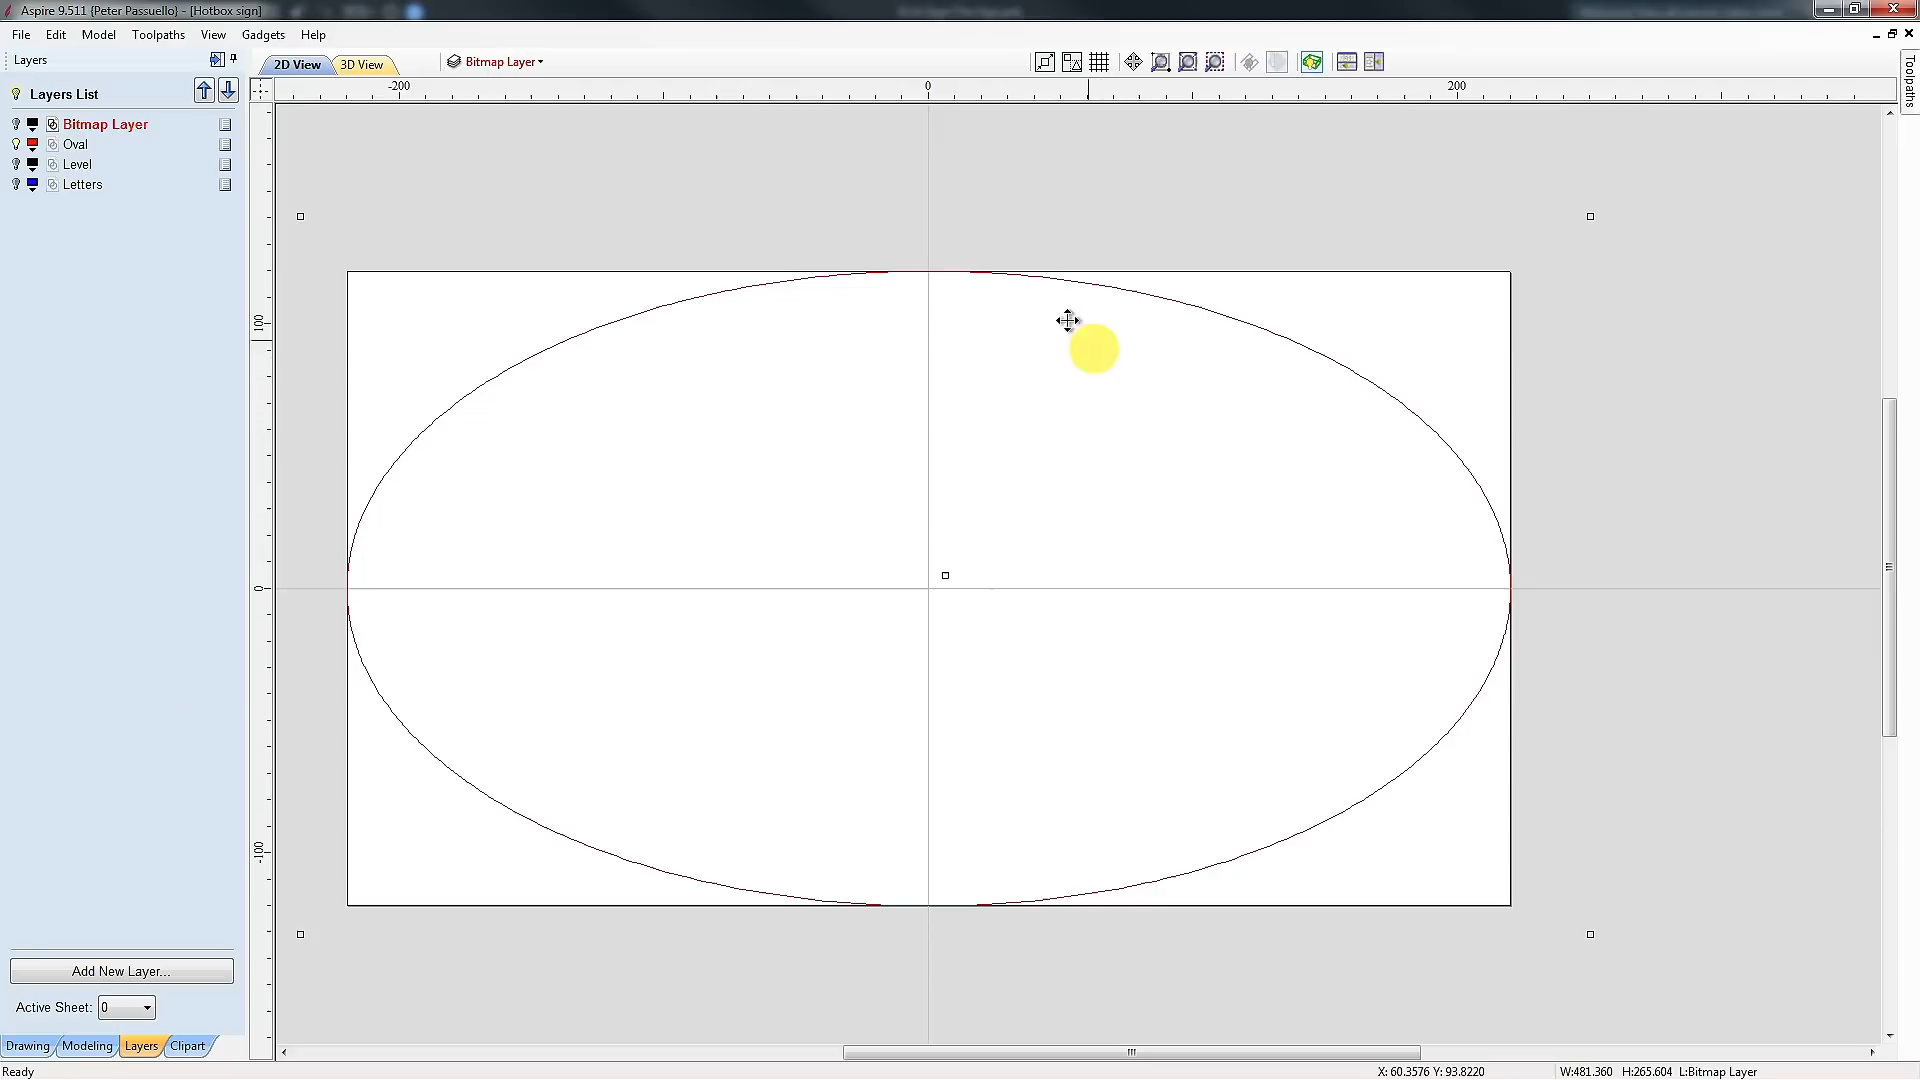 Aspire 9.511 {Peter Passuello} - [Hotbox sign]
File Edit Model Toolpaths View Gadgets Help
Layers
2D View 3D View Bitmap Layer
Toolpaths
-200 0 200
Layers List
Bitmap Layer
Oval
Level
Letters
100
0
-100
Add New Layer...
Active Sheet: 0
Drawing Modeling Layers Clipart
Ready X: 60.3576 Y: 93.8220 W:481.360 H:265.604 L:Bitmap Layer